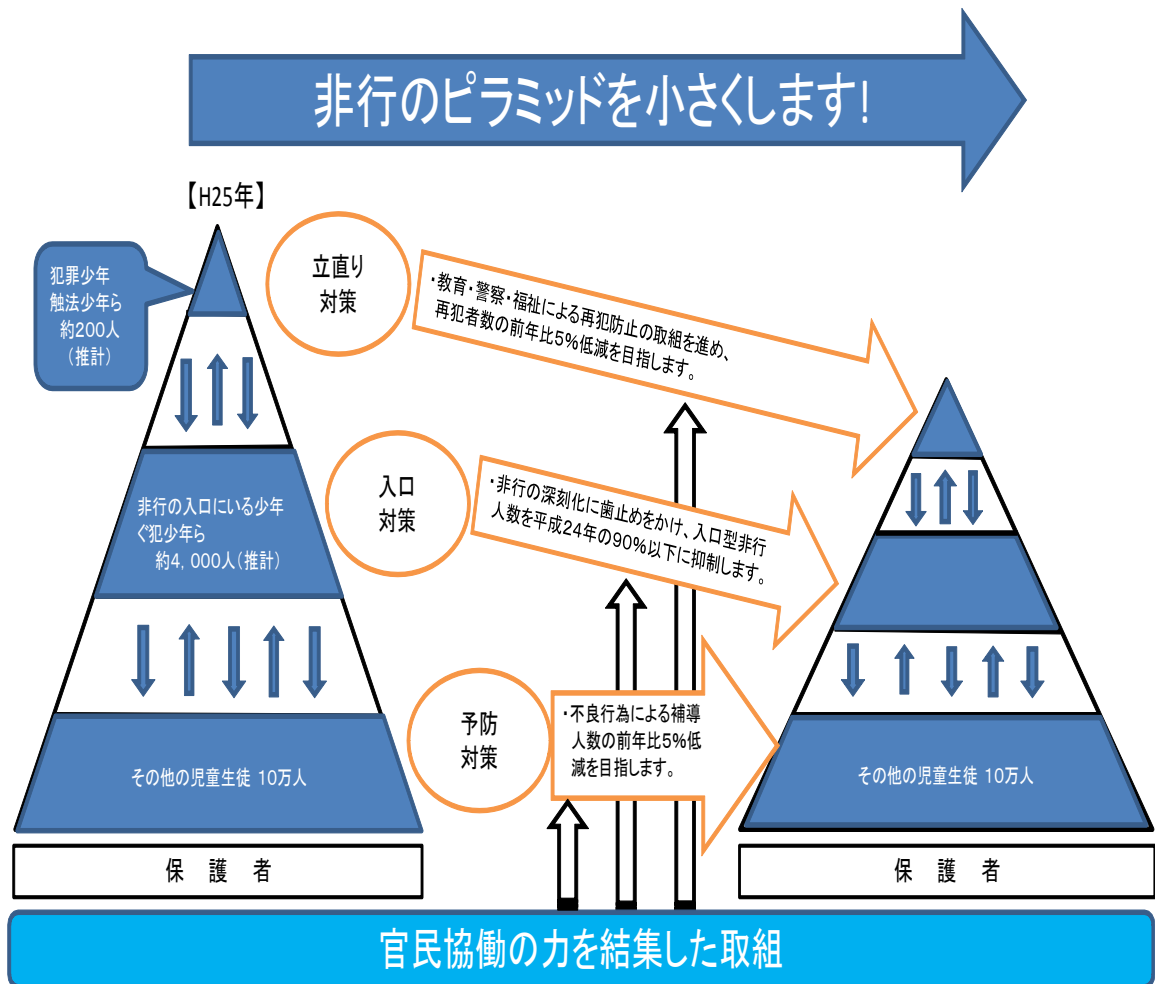 非行のピラミッドを小さくします!
【H25年】
犯罪少年
触法少年ら
約200人
(推計)
立直り
対策
・教育・警察・福祉による再犯防止の取組を進め、
再犯者数の前年比5%低減を目指します。
非行の入口にいる少年
ぐ犯少年ら
約4,000人(推計)
入口
対策
・非行の深刻化に歯止めをかけ、入口型非行
人数を平成24年の90%以下に抑制します。
予防
対策
・不良行為による補導
人数の前年比5%低
減を目指します。
その他の児童生徒 10万人
その他の児童生徒 10万人
保 護 者
保 護 者
官民協働の力を結集した取組